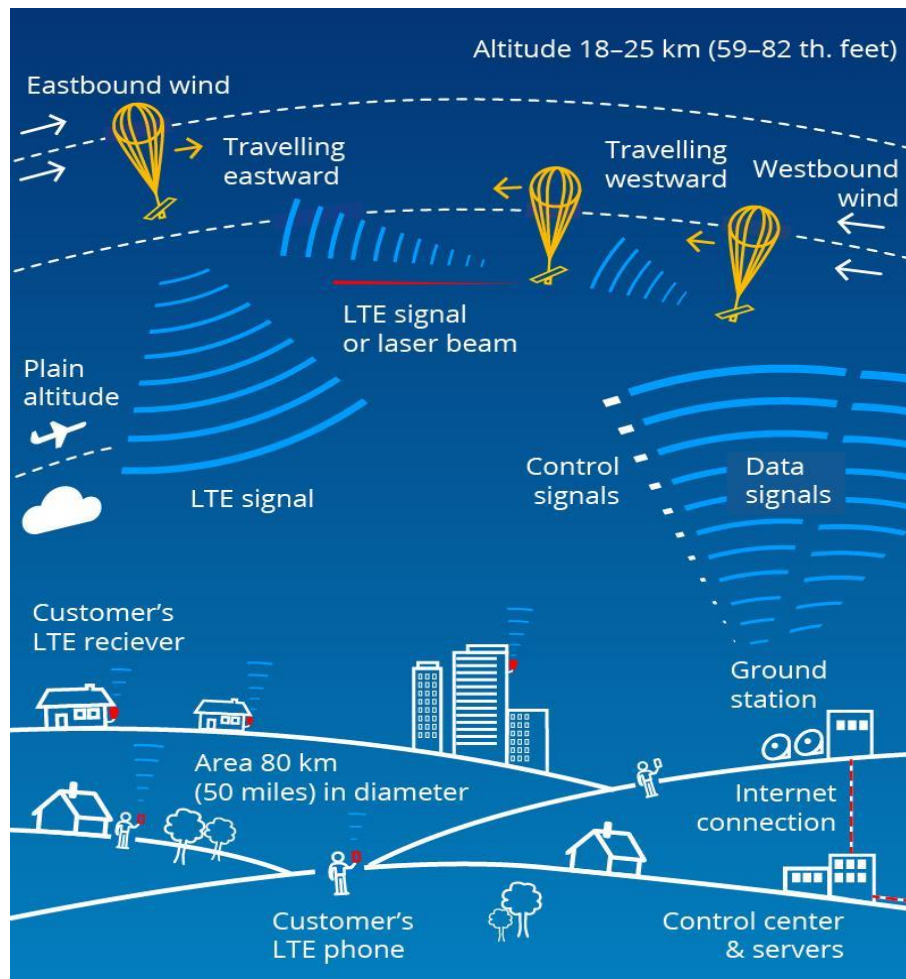 Altitude 18–25 km (59–82 th. feet)
Eastbound wind
Travelling
eastward
Travelling
westward
Westbound
wind
LTE signal
or laser beam
Plain
altitude
LTE signal
Control
signals
Data
signals
Customer’s
LTE reciever
Ground
station
Area 80 km
(50 miles) in diameter
Internet
connection
Customer’s
LTE phone
Control center
& servers